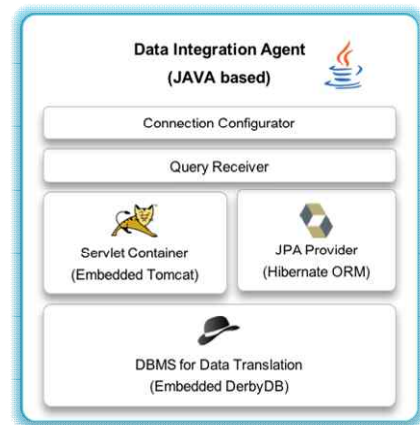 Data Integration Agent
(JAVA based)
Connection Configurator
Query Receiver
Servlet Container
(Embedded Tomcat)
JPA Provider
(Hibernate ORM)
DBMS for Data Translation
(Embedded DerbyDB)